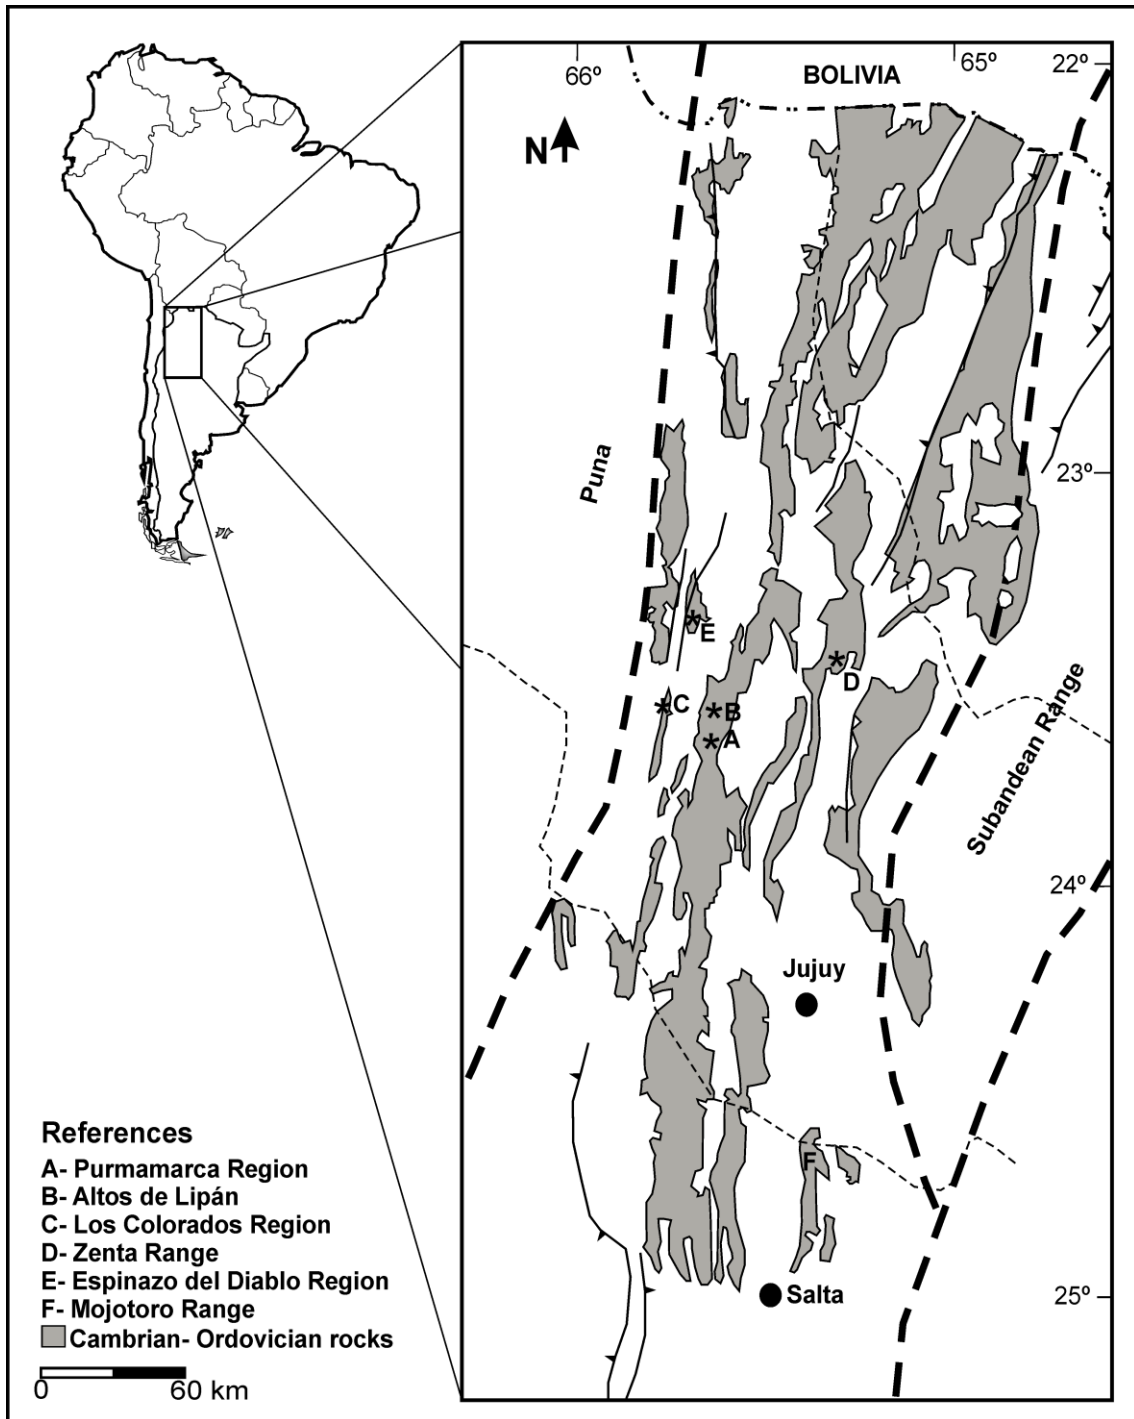 66º
BOLIVIA
65º
22º
N
Puna
23º
E
D
C
B
A
Subandean Range
24º
Jujuy
F
25º
Salta
References
A- Purmamarca Region
B- Altos de Lipán
C- Los Colorados Region
D- Zenta Range
E- Espinazo del Diablo Region
F- Mojotoro Range
Cambrian- Ordovician rocks
0 60 km